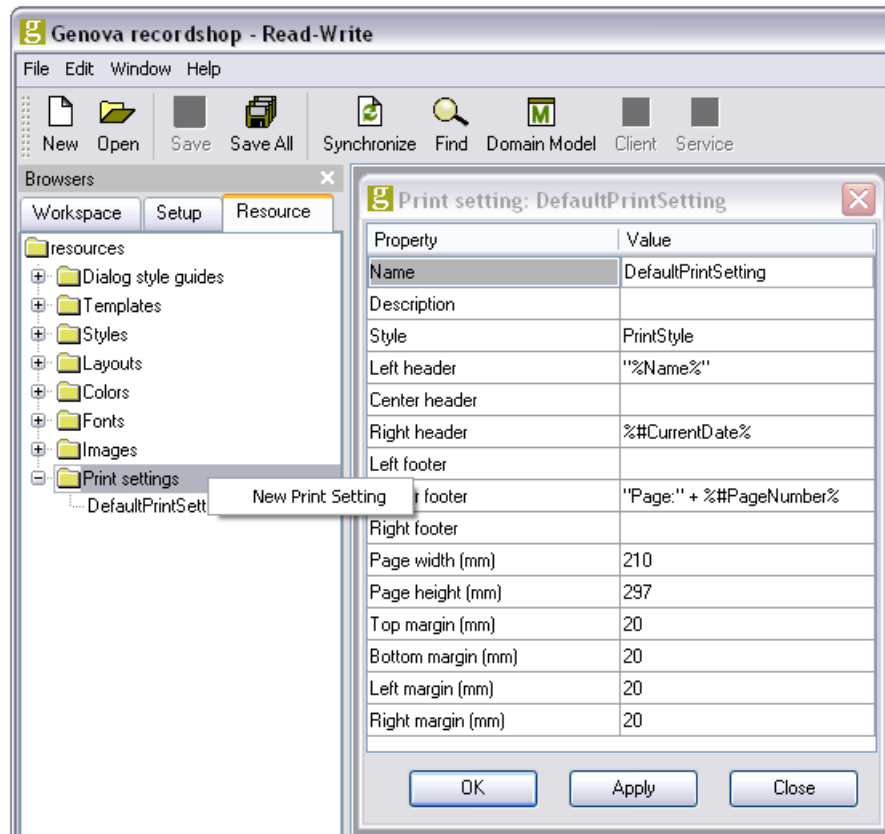 Genova recordshop - Read-Write
File Edit Window Help
New Open Save Save All Synchronize Find Domain Model Client Service
Browsers
Workspace Setup Resource
resources
Dialog style guides
Templates
Styles
Layouts
Colors
Fonts
Images
Print settings
DefaultPrintSett
New Print Setting
Print setting: DefaultPrintSetting
Property Value
Name DefaultPrintSetting
Description
Style PrintStyle
Left header "%Name%"
Center header
Right header %#CurrentDate%
Left footer
r footer "Page:" + %#PageNumber%
Right footer
Page width (mm) 210
Page height (mm) 297
Top margin (mm) 20
Bottom margin (mm) 20
Left margin (mm) 20
Right margin (mm) 20
OK Apply Close